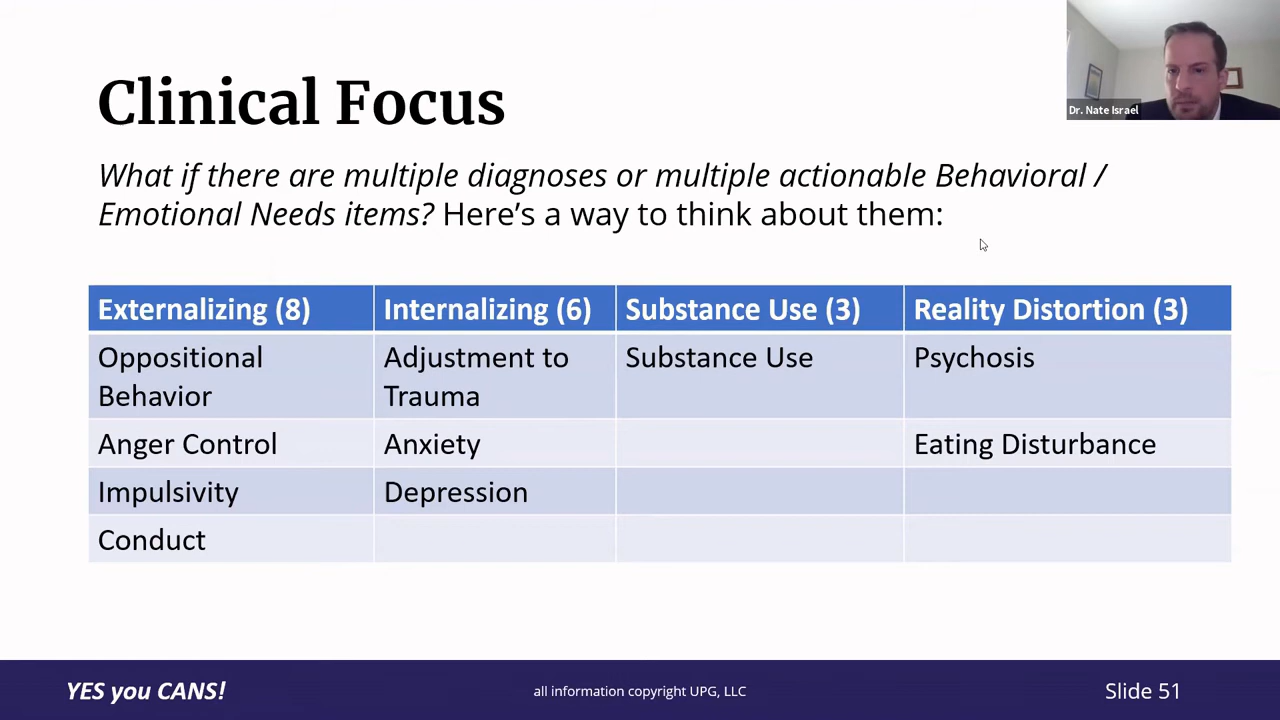 Dr. Nate Israel
Clinical Focus
What if there are multiple diagnoses or multiple actionable Behavioral /
Emotional Needs items? Here’s a way to think about them:
Externalizing (8) Internalizing (6) Substance Use (3) Reality Distortion (3)
Oppositional Behavior Adjustment to Trauma Substance Use Psychosis
Anger Control Anxiety Eating Disturbance
Impulsivity Depression
Conduct
YES you CANS! all information copyright UPG, LLC Slide 51